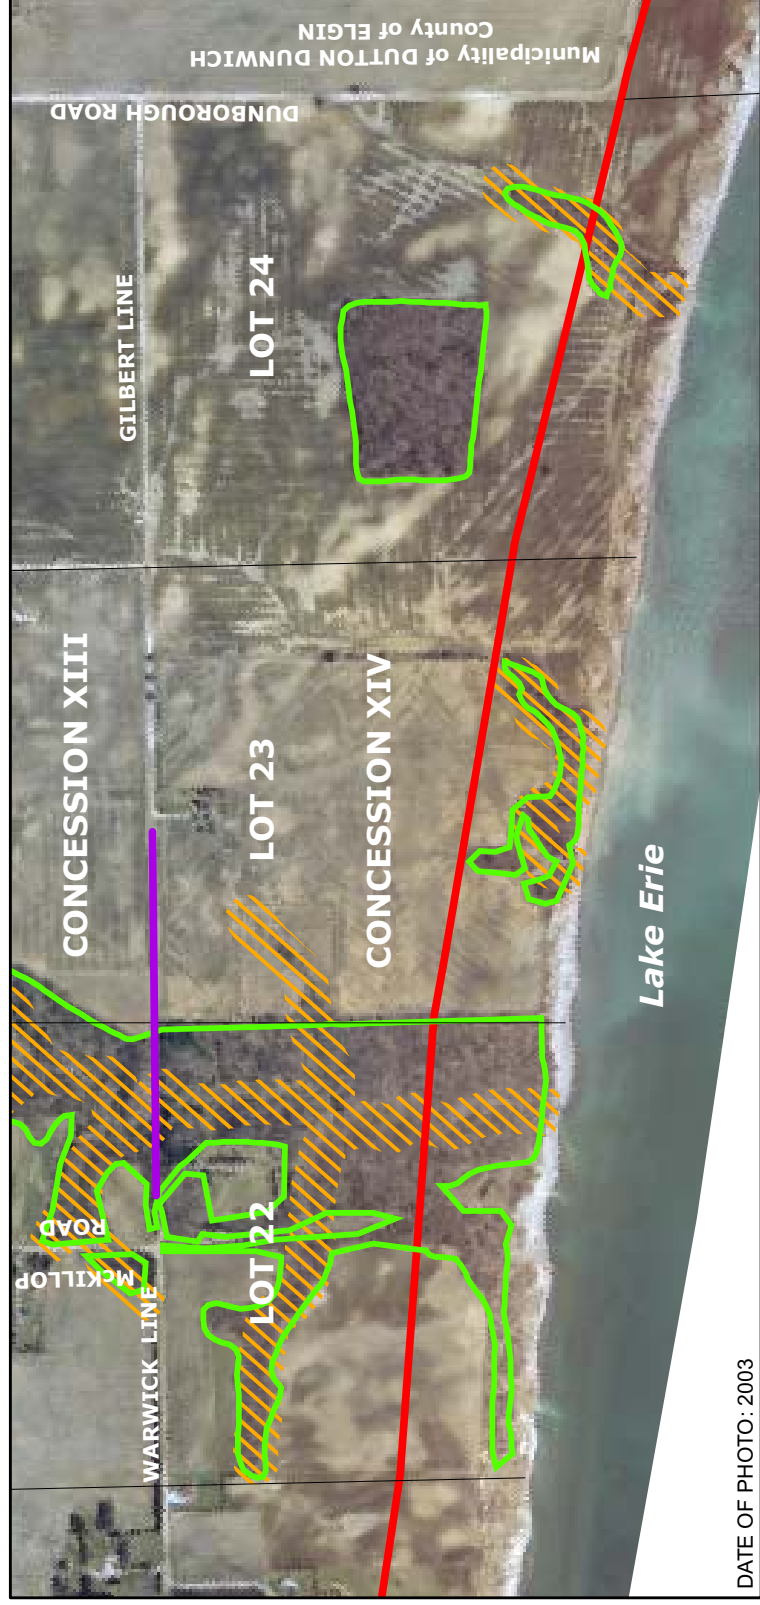 Municipality of DUTTON DUNWICH
County of ELGIN
DUNBOROUGH ROAD
GILBERT LINE
LOT 24
CONCESSION XIII
LOT 23
CONCESSION XIV
Lake Erie
McKILLOP
ROAD
LOT 22
WARWICK LINE
DATE OF PHOTO: 2003